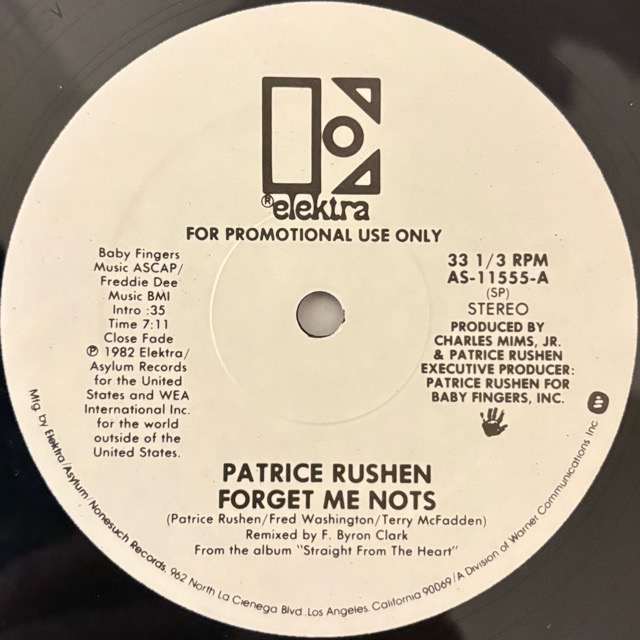 ® elektra
FOR PROMOTIONAL USE ONLY
Baby Fingers
Music ASCAP/
Freddie Dee
Music BMI
Intro :35
Time 7:11
Close Fade
℗ 1982 Elektra/
Asylum Records
for the United
States and WEA
International Inc.
for the world
outside of the
United States.
33 1/3 RPM
AS-11555-A
(SP)
STEREO
PRODUCED BY
CHARLES MIMS, JR.
& PATRICE RUSHEN
EXECUTIVE PRODUCER:
PATRICE RUSHEN FOR
BABY FINGERS, INC.
PATRICE RUSHEN
FORGET ME NOTS
(Patrice Rushen/Fred Washington/Terry McFadden)
Remixed by F. Byron Clark
From the album "Straight From The Heart"
Mfg. by Elektra/Asylum/Nonesuch Records, 962 North La Cienega Blvd. Los Angeles, California 90069/A Division of Warner Communications Inc